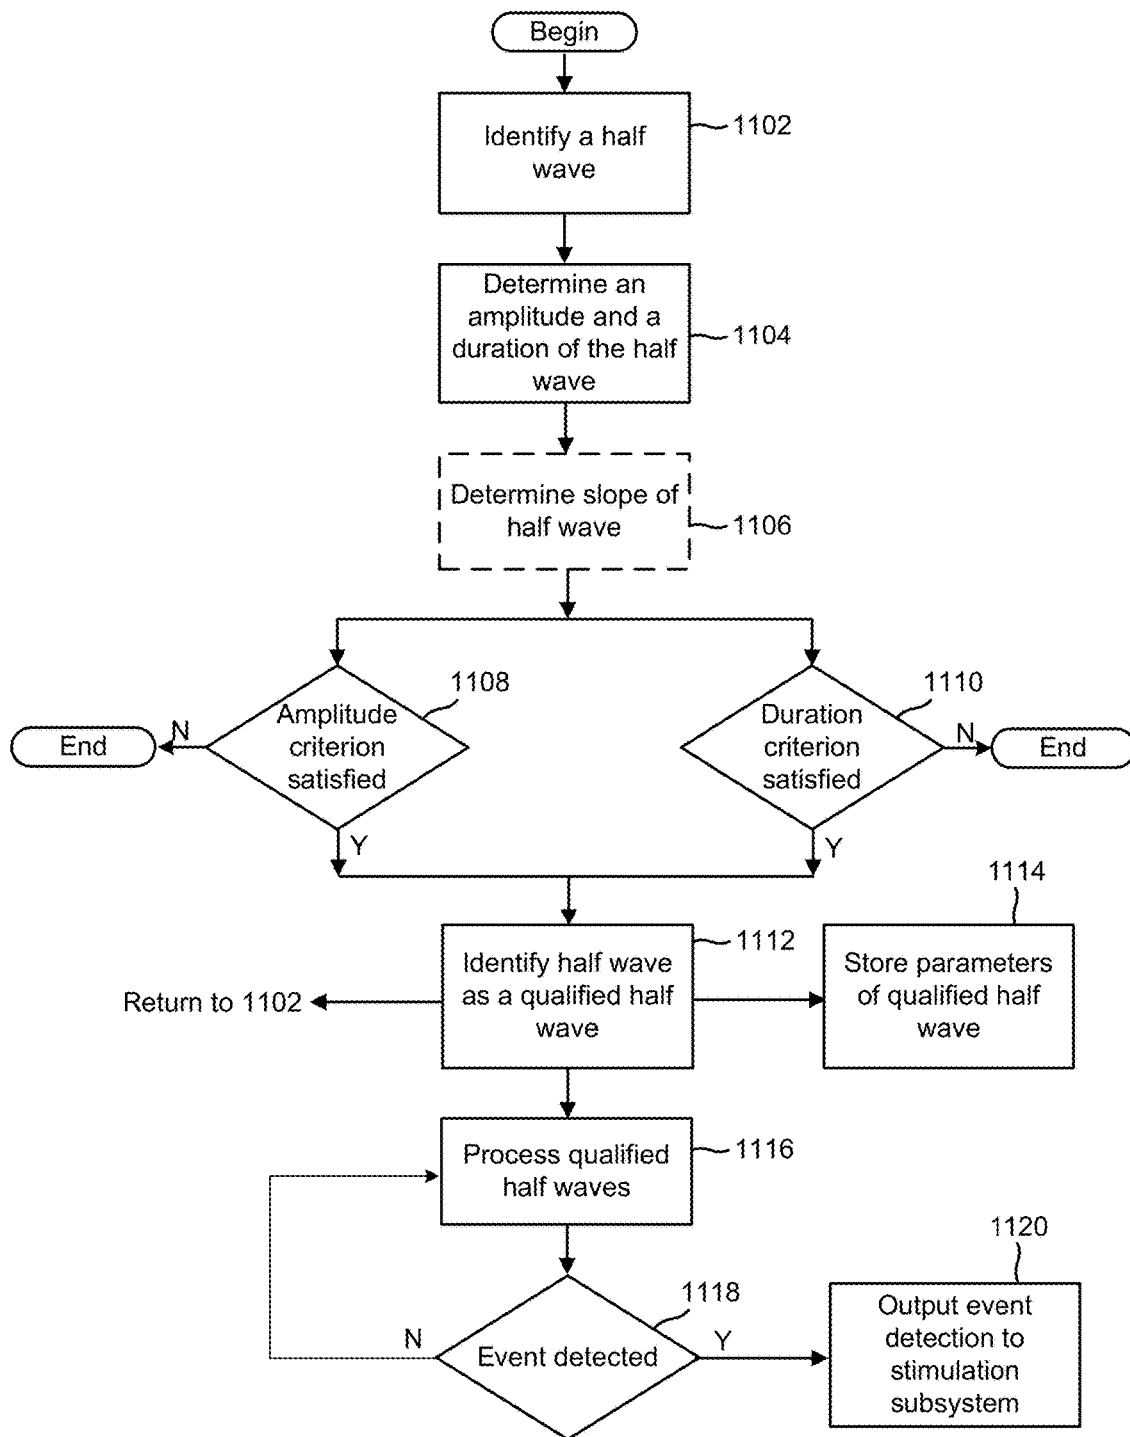 Begin
Identify a half
wave
1102
Determine an
amplitude and a
duration of the half
wave
1104
Determine slope of
half wave
1106
Amplitude
criterion
satisfied
1108
N
End
Y
Duration
criterion
satisfied
1110
N
End
Y
Identify half wave
as a qualified half
wave
1112
Return to 1102
Store parameters
of qualified half
wave
1114
Process qualified
half waves
1116
Event detected
1118
N
Y
Output event
detection to
stimulation
subsystem
1120